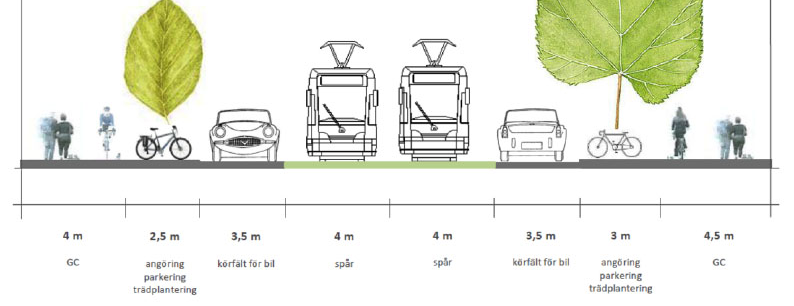 4 m 2,5 m 3,5 m 4 m 4 m 3,5 m 3 m 4,5 m
GC angöring körfält för bil spår spår körfält för bil angöring GC
parkering parkering
trädplantering trädplantering